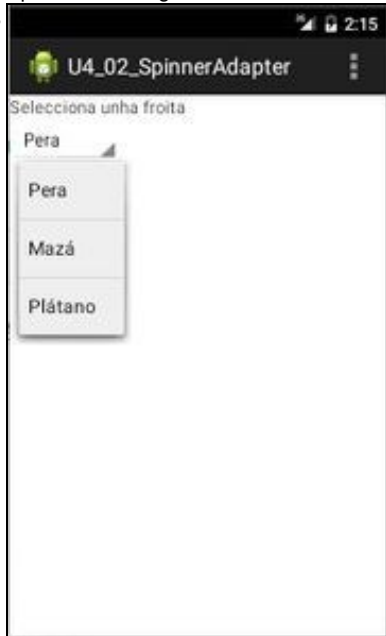 2:15
U4_02_SpinnerAdapter
Selecciona unha froita
Pera
Pera
Mazá
Plátano